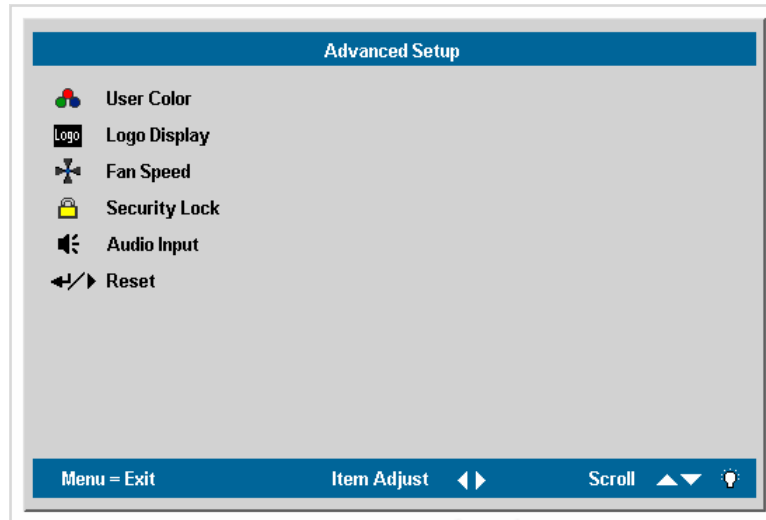 Advanced Setup
User Color
Logo Logo Display
Fan Speed
Security Lock
Audio Input
Reset
Menu = Exit Item Adjust Scroll